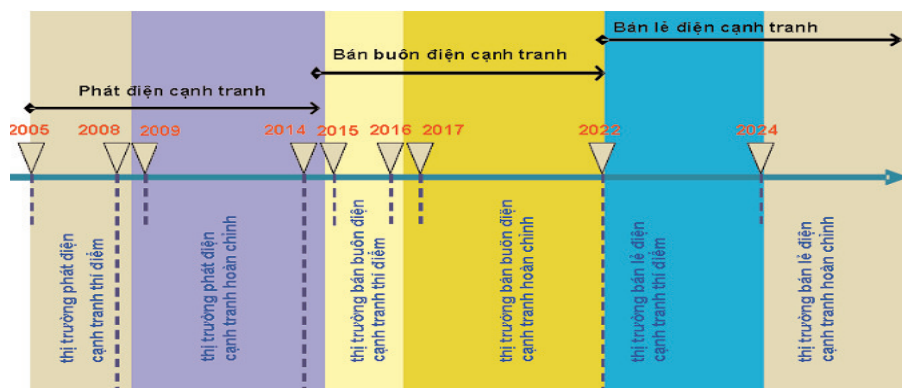 Bán lẻ điện cạnh tranh
Bán buôn điện cạnh tranh
Phát điện cạnh tranh
2005
2008
2009
2014
2015
2016
2017
2022
2024
thị trường phát điện
cạnh tranh thí điểm
thị trường phát điện
cạnh tranh hoàn chỉnh
thị trường bán buôn điện
cạnh tranh thí điểm
thị trường bán buôn điện
cạnh tranh hoàn chỉnh
thị trường bán lẻ điện
cạnh tranh thí điểm
thị trường bán lẻ điện
cạnh tranh hoàn chỉnh